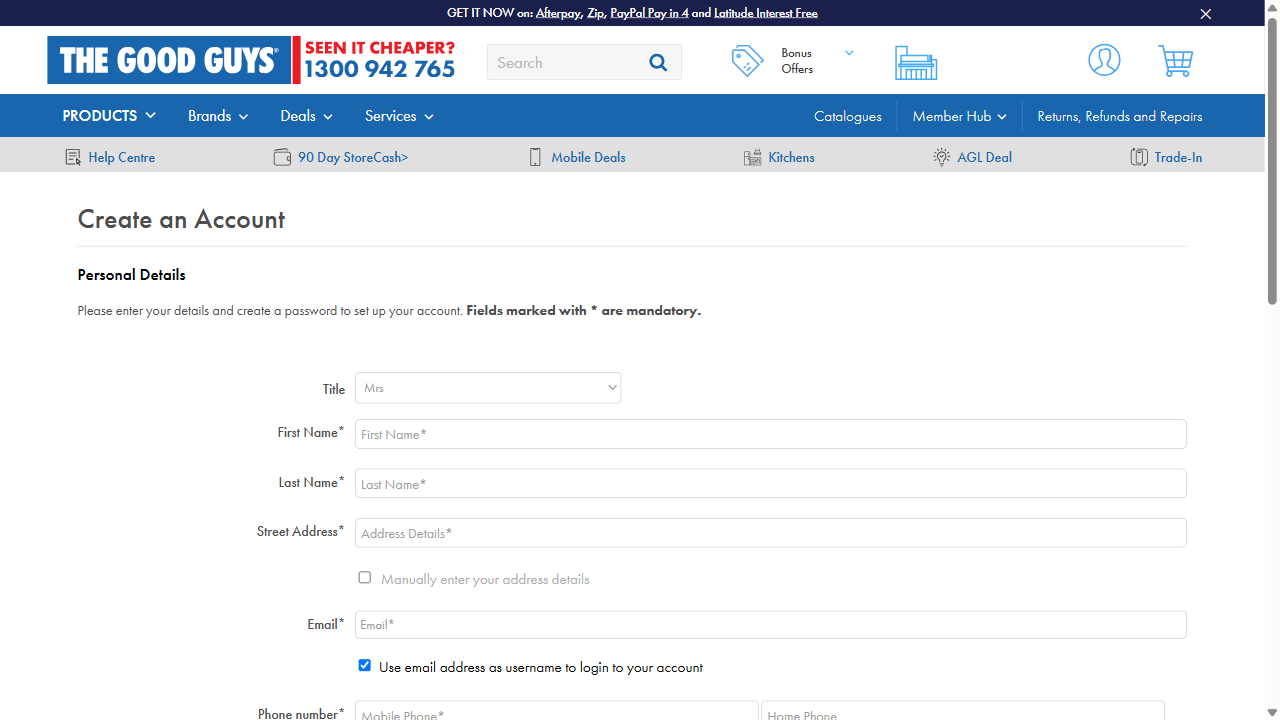 GET IT NOW on: Afterpay, Zip, PayPal Pay in 4 and Latitude Interest Free
THE GOOD GUYS®
SEEN IT CHEAPER?
1300 942 765
Search
Bonus
Offers
PRODUCTS
Brands
Deals
Services
Catalogues
Member Hub
Returns, Refunds and Repairs
Help Centre
90 Day StoreCash>
Mobile Deals
Kitchens
AGL Deal
Trade-In
Create an Account
Personal Details
Please enter your details and create a password to set up your account. Fields marked with * are mandatory.
Title
Mrs
First Name*
First Name*
Last Name*
Last Name*
Street Address*
Address Details*
Manually enter your address details
Email*
Email*
Use email address as username to login to your account
Phone number*
Mobile Phone*
Home Phone